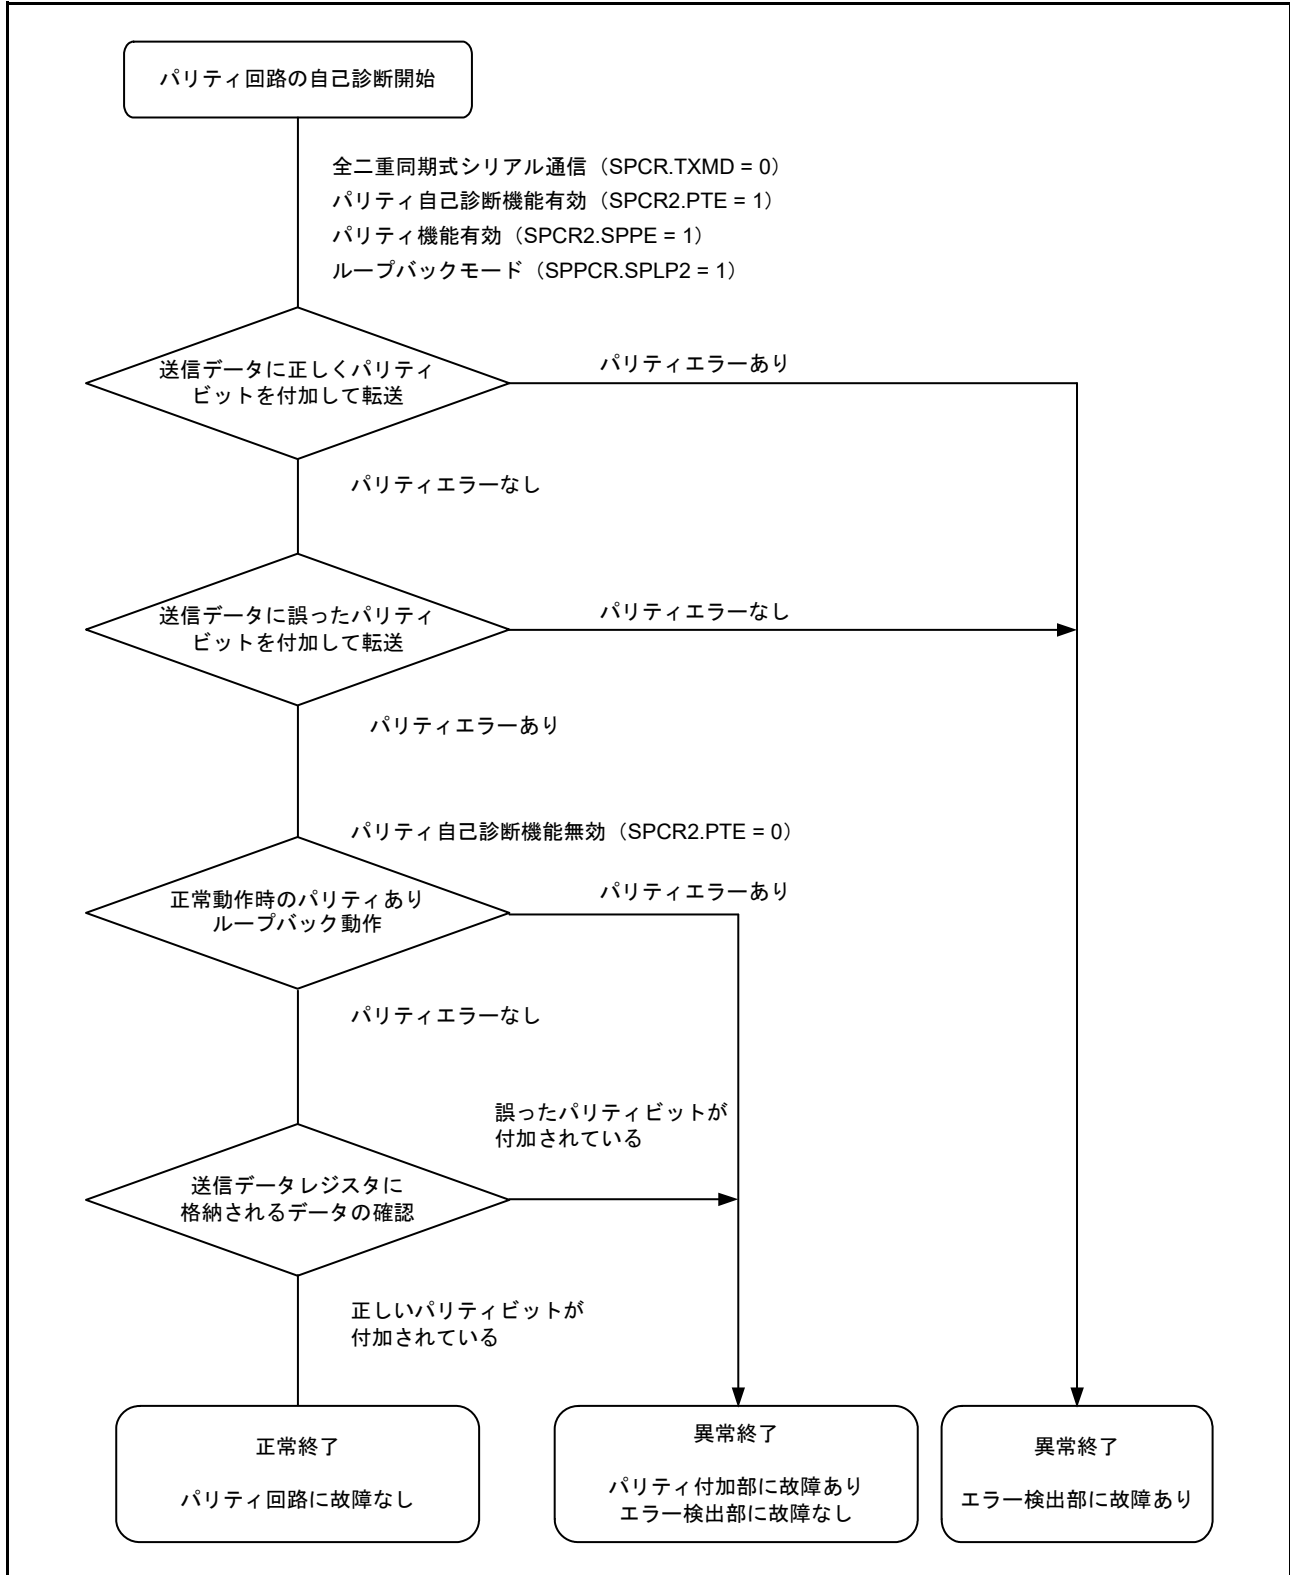 パリティ回路の自己診断開始
全二重同期式シリアル通信（SPCR.TXMD = 0）
パリティ自己診断機能有効（SPCR2.PTE = 1）
パリティ機能有効（SPCR2.SPPE = 1）
ループバックモード（SPPCR.SPLP2 = 1）
送信データに正しくパリティ
ビットを付加して転送
パリティエラーあり
パリティエラーなし
送信データに誤ったパリティ
ビットを付加して転送
パリティエラーなし
パリティエラーあり
パリティ自己診断機能無効（SPCR2.PTE = 0）
正常動作時のパリティあり
ループバック動作
パリティエラーあり
パリティエラーなし
誤ったパリティビットが
付加されている
送信データレジスタに
格納されるデータの確認
正しいパリティビットが
付加されている
正常終了
パリティ回路に故障なし
異常終了
パリティ付加部に故障あり
エラー検出部に故障なし
異常終了
エラー検出部に故障あり